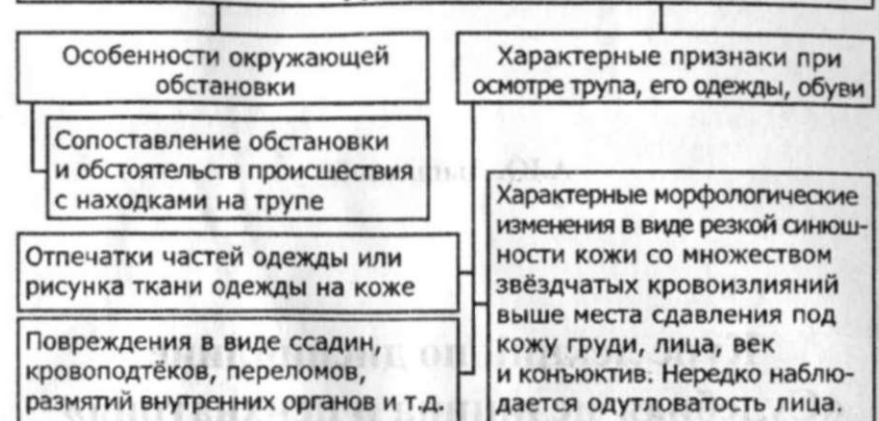 Особенности окружающей
обстановки
Характерные признаки при
осмотре трупа, его одежды, обуви
Сопоставление обстановки
и обстоятельств происшествия
с находками на трупе
Отпечатки частей одежды или
рисунка ткани одежды на коже
Повреждения в виде ссадин,
кровоподтёков, переломов,
размятий внутренних органов и т.д.
Характерные морфологические
изменения в виде резкой синюш-
ности кожи со множеством
звёздчатых кровоизлияний
выше места сдавления под
кожу груди, лица, век
и конъюктив. Нередко наблю-
дается одутловатость лица.